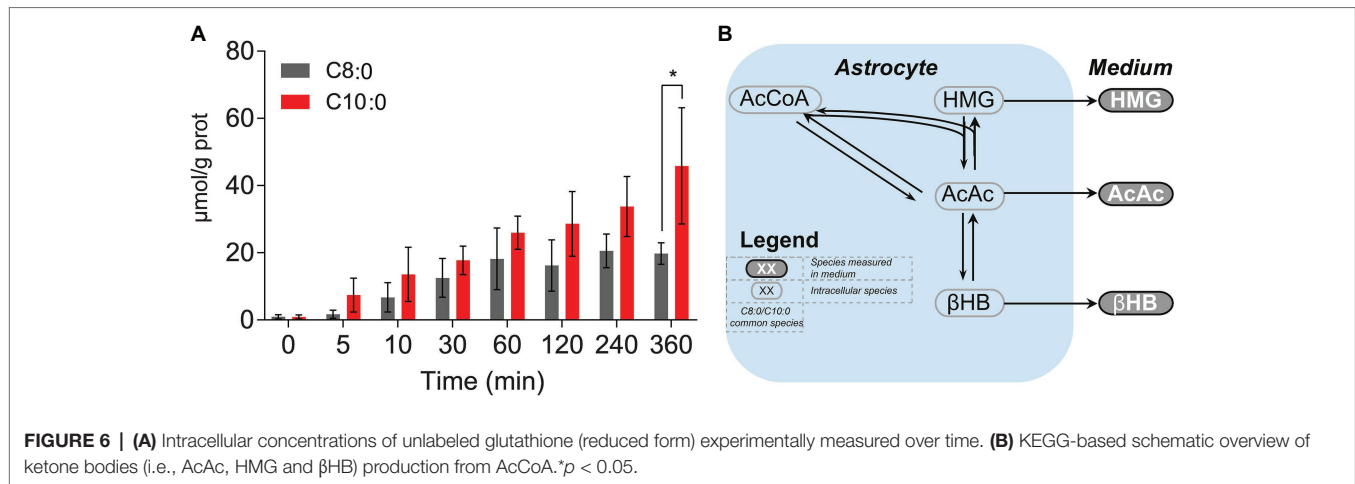 A
80
60
40
20
0
µmol/g prot
C8:0
C10:0
*
0 5 10 30 60 120 240 360
Time (min)
B
Astrocyte
Medium
AcCoA
HMG
HMG
AcAc
AcAc
βHB
βHB
Legend
XX
Species measured
in medium
XX
Intracellular species
C8:0/C10:0
common species
FIGURE 6 | (A) Intracellular concentrations of unlabeled glutathione (reduced form) experimentally measured over time. (B) KEGG-based schematic overview of
ketone bodies (i.e., AcAc, HMG and βHB) production from AcCoA.*p < 0.05.